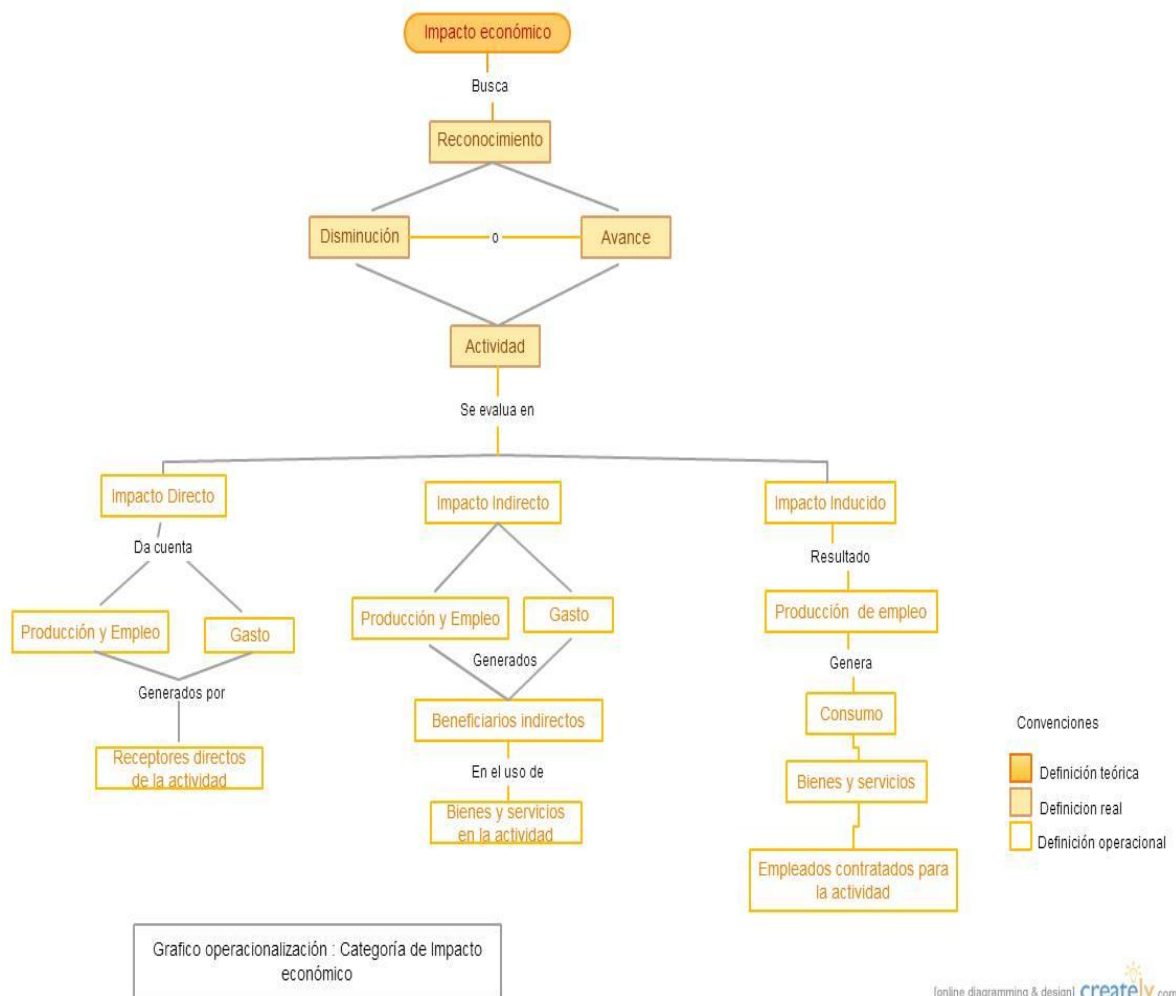 Impacto económico
Busca
Reconocimiento
Disminución
o
Avance
Actividad
Se evalua en
Impacto Directo
Impacto Indirecto
Impacto Inducido
Da cuenta
Resultado
Producción y Empleo
Gasto
Producción y Empleo
Gasto
Producción de empleo
Generados
Genera
Generados por
Beneficiarios indirectos
Consumo
Receptores directos
de la actividad
En el uso de
Bienes y servicios
Bienes y servicios
en la actividad
Empleados contratados para
la actividad
Convenciones
Definición teórica
Definicion real
Definición operacional
Grafico operacionalización : Categoría de Impacto
económico
[online diagramming & design] creately.com